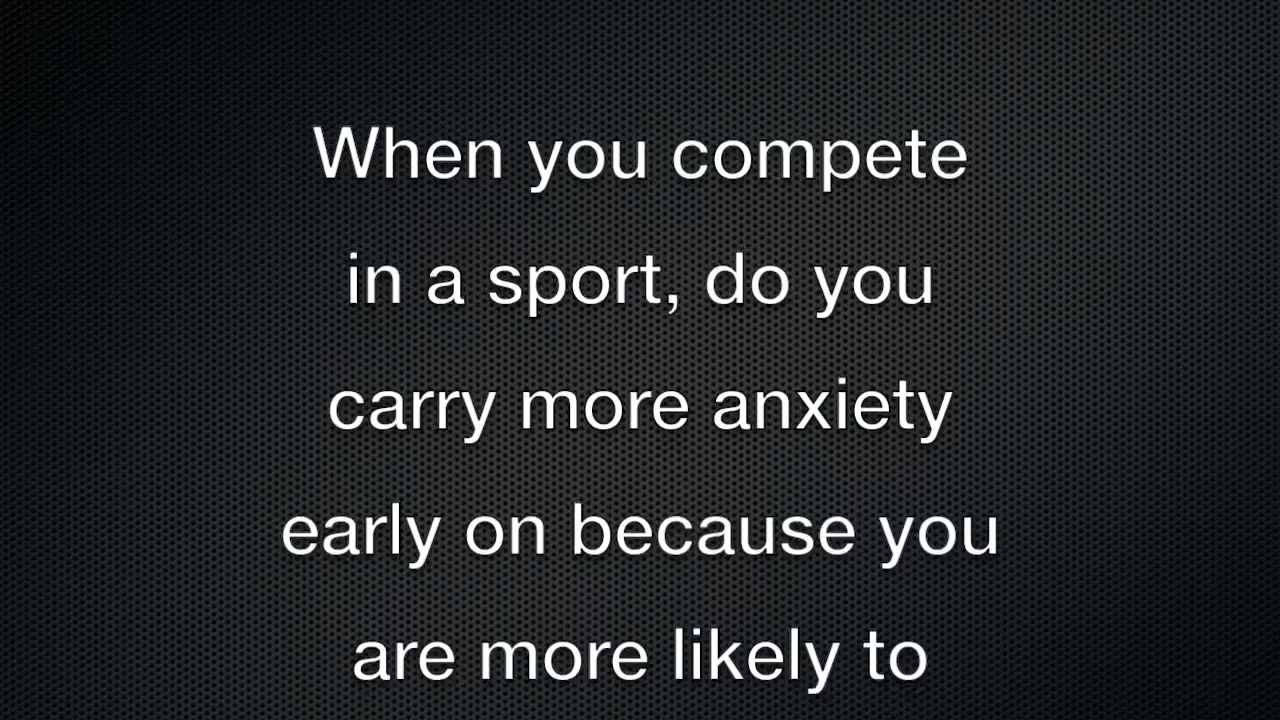 When you compete
in a sport, do you
carry more anxiety
early on because you
are more likely to